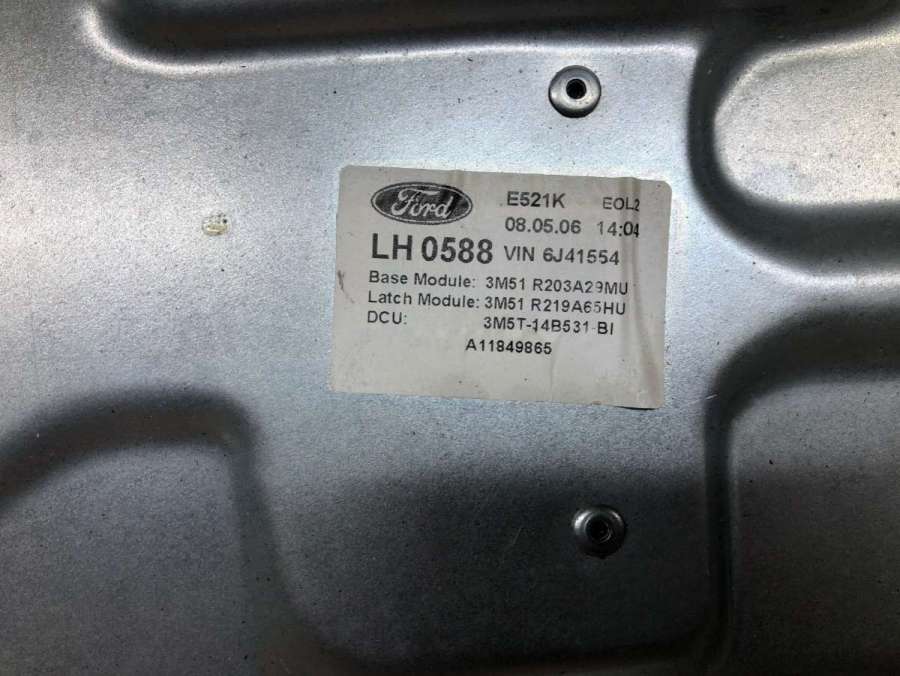 Ford E521K EOL2
08.05.06 14:04
LH 0588 VIN 6J41554
Base Module: 3M51 R203A29MU
Latch Module: 3M51 R219A65HU
DCU: 3M5T-14B531-BI
A11849865